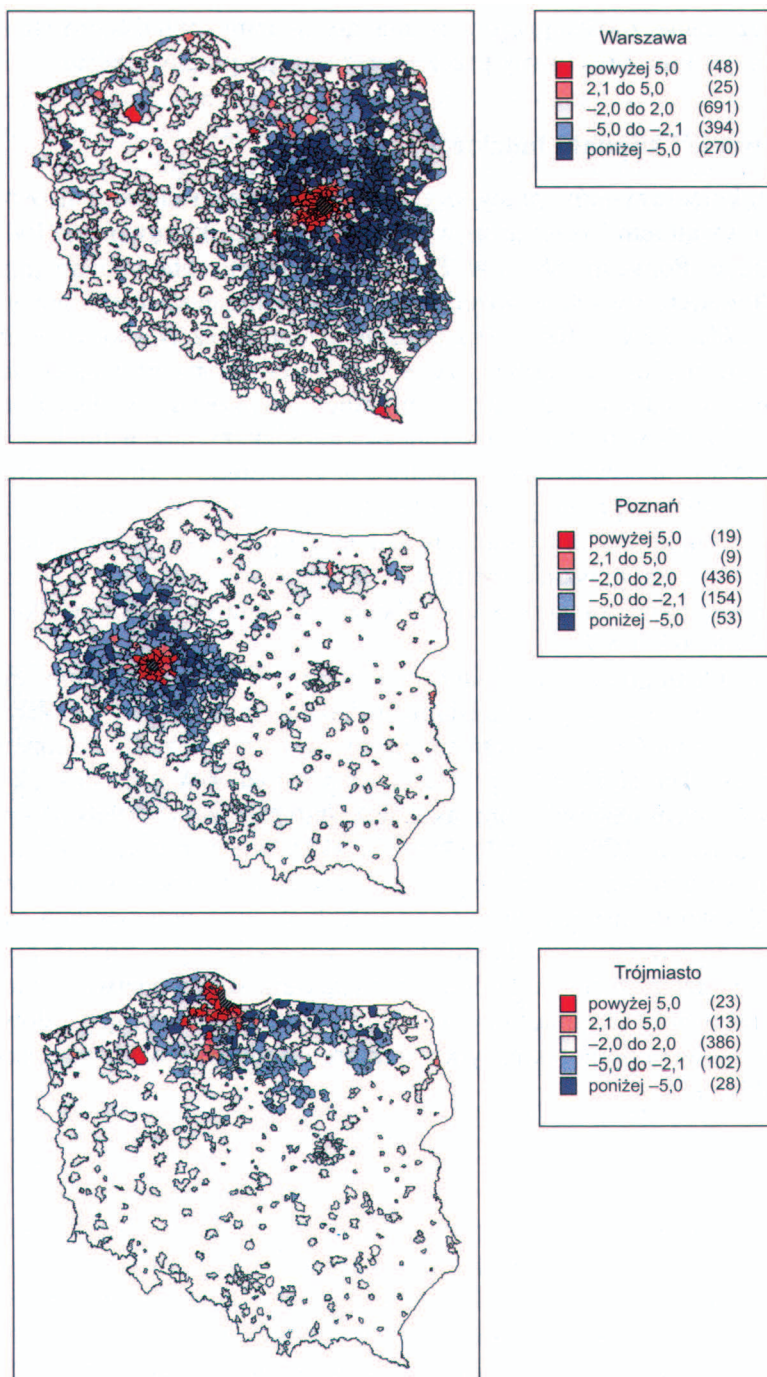 Warszawa
powyżej 5,0 (48)
2,1 do 5,0 (25)
–2,0 do 2,0 (691)
–5,0 do –2,1 (394)
poniżej –5,0 (270)
Poznań
powyżej 5,0 (19)
2,1 do 5,0 (9)
–2,0 do 2,0 (436)
–5,0 do –2,1 (154)
poniżej –5,0 (53)
Trójmiasto
powyżej 5,0 (23)
2,1 do 5,0 (13)
–2,0 do 2,0 (386)
–5,0 do –2,1 (102)
poniżej –5,0 (28)